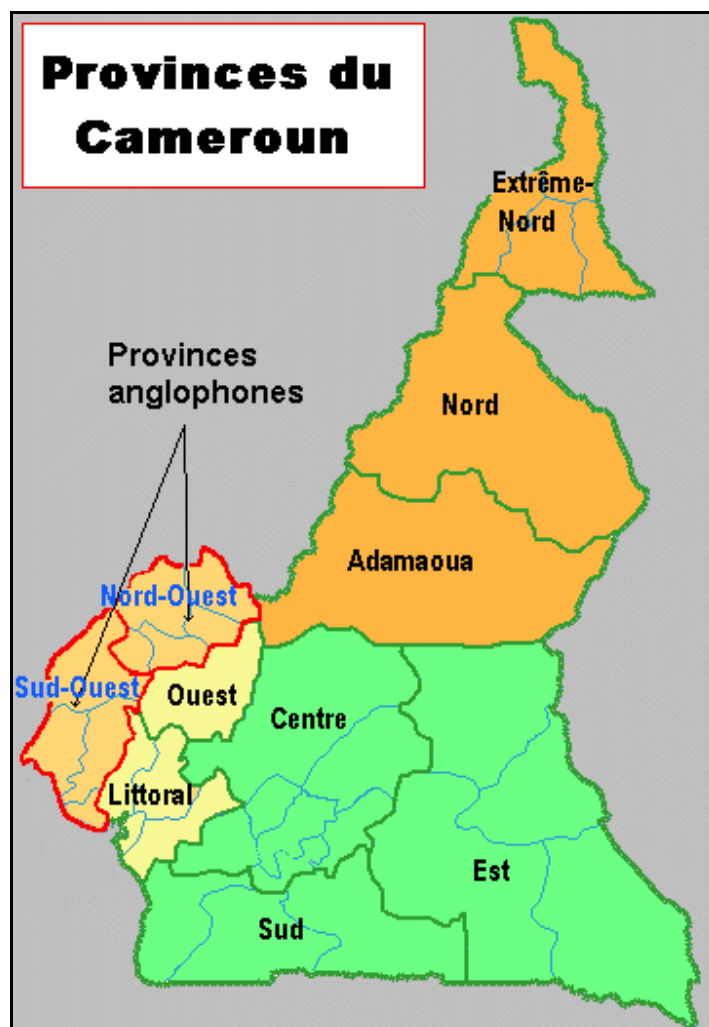 Provinces du
Cameroun
Extrême-
Nord
Provinces
anglophones
Nord
Adamaoua
Nord-Ouest
Sud-Ouest
Ouest
Centre
Littoral
Est
Sud